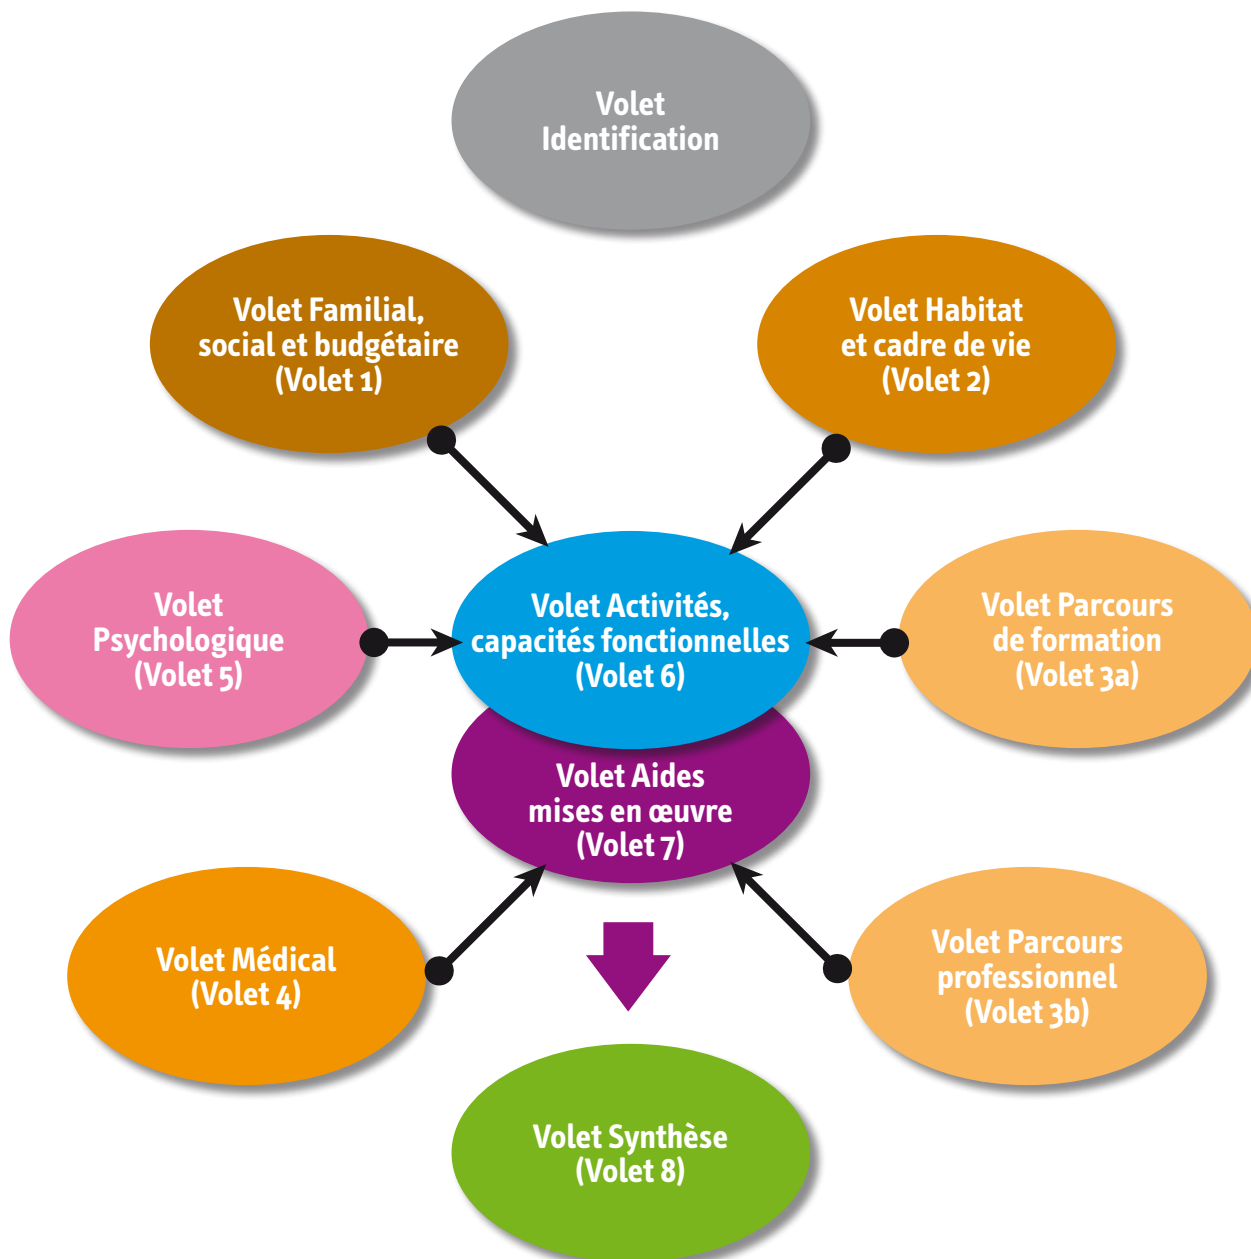 Volet
Identification
Volet Familial,
social et budgétaire
(Volet 1)
Volet Habitat
et cadre de vie
(Volet 2)
Volet
Psychologique
(Volet 5)
Volet Activités,
capacités fonctionnelles
(Volet 6)
Volet Parcours
de formation
(Volet 3a)
Volet Aides
mises en œuvre
(Volet 7)
Volet Médical
(Volet 4)
Volet Parcours
professionnel
(Volet 3b)
Volet Synthèse
(Volet 8)